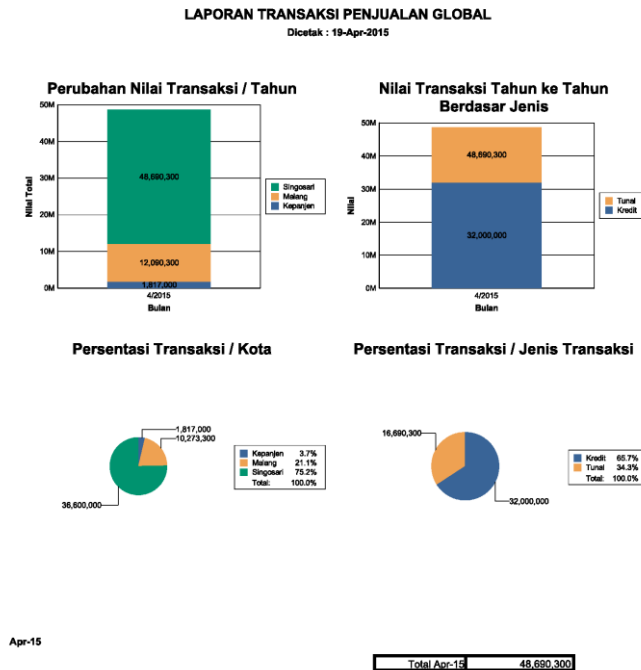 LAPORAN TRANSAKSI PENJUALAN GLOBAL
Dicetak : 19-Apr-2015
Perubahan Nilai Transaksi / Tahun
50M
40M
30M
20M
10M
0M
Nilai Total
48,690,300
12,090,300
1,817,000
4/2015
Bulan
Singosari
Malang
Kepanjen
Nilai Transaksi Tahun ke Tahun
Berdasar Jenis
50M
40M
30M
20M
10M
0M
Nilai
48,690,300
32,000,000
4/2015
Bulan
Tunai
Kredit
Persentasi Transaksi / Kota
1,817,000
10,273,300
36,600,000
Kepanjen 3.7%
Malang 21.1%
Singosari 75.2%
Total: 100.0%
Persentasi Transaksi / Jenis Transaksi
16,690,300
32,000,000
Kredit 65.7%
Tunai 34.3%
Total: 100.0%
Apr-15
Total Apr-15 48,690,300